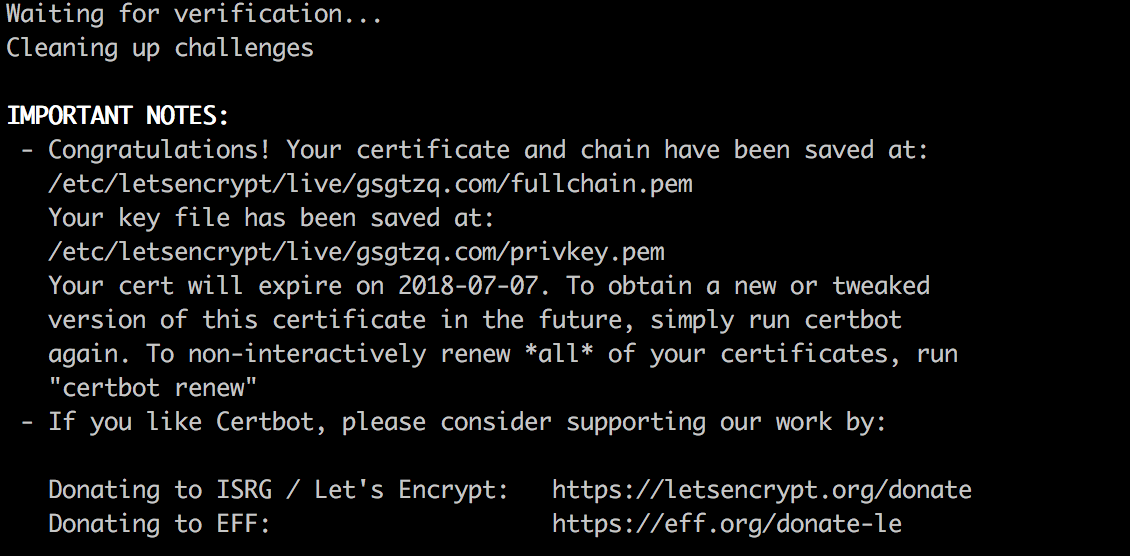 Waiting for verification...
Cleaning up challenges
IMPORTANT NOTES:
- Congratulations! Your certificate and chain have been saved at:
/etc/letsencrypt/live/gsgtzq.com/fullchain.pem
Your key file has been saved at:
/etc/letsencrypt/live/gsgtzq.com/privkey.pem
Your cert will expire on 2018-07-07. To obtain a new or tweaked
version of this certificate in the future, simply run certbot
again. To non-interactively renew *all* of your certificates, run
"certbot renew"
- If you like Certbot, please consider supporting our work by:
Donating to ISRG / Let's Encrypt:   https://letsencrypt.org/donate
Donating to EFF:                    https://eff.org/donate-le